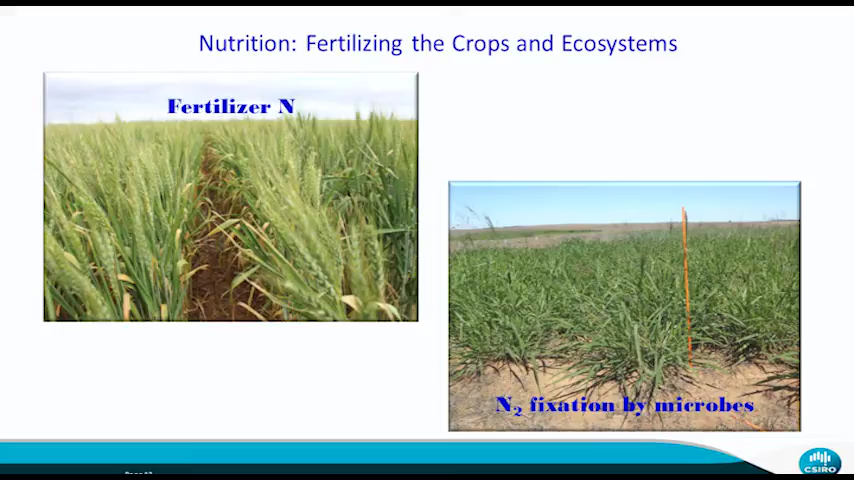 Nutrition: Fertilizing the Crops and Ecosystems
Fertilizer N
N₂ fixation by microbes
CSIRO